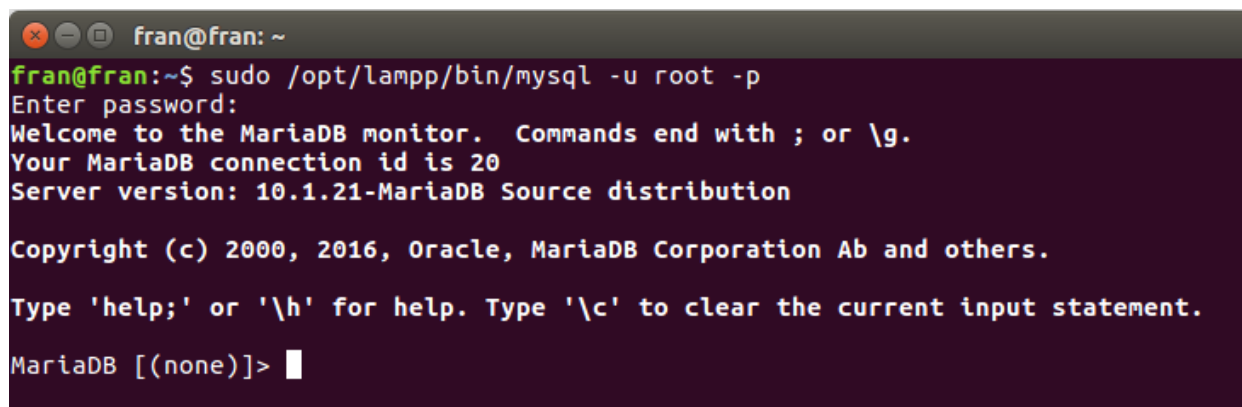 fran@fran: ~
fran@fran:~$ sudo /opt/lampp/bin/mysql -u root -p
Enter password:
Welcome to the MariaDB monitor.  Commands end with ; or \g.
Your MariaDB connection id is 20
Server version: 10.1.21-MariaDB Source distribution
Copyright (c) 2000, 2016, Oracle, MariaDB Corporation Ab and others.
Type 'help;' or '\h' for help. Type '\c' to clear the current input statement.
MariaDB [(none)]>